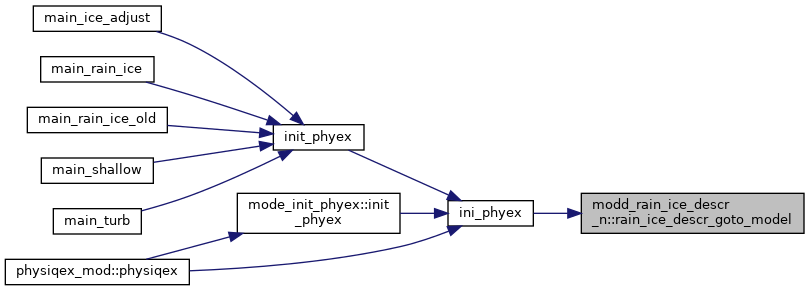 main_ice_adjust
main_rain_ice
main_rain_ice_old
main_shallow
main_turb
physiqex_mod::physiqex
init_phyex
mode_init_phyex::init
_phyex
ini_phyex
modd_rain_ice_descr
_n::rain_ice_descr_goto_model